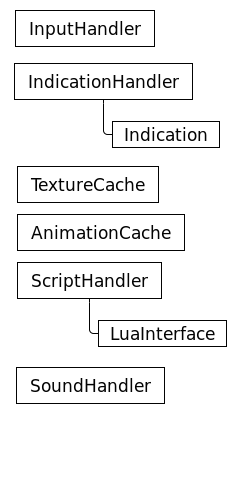 InputHandler
IndicationHandler
Indication
TextureCache
AnimationCache
ScriptHandler
LuaInterface
SoundHandler